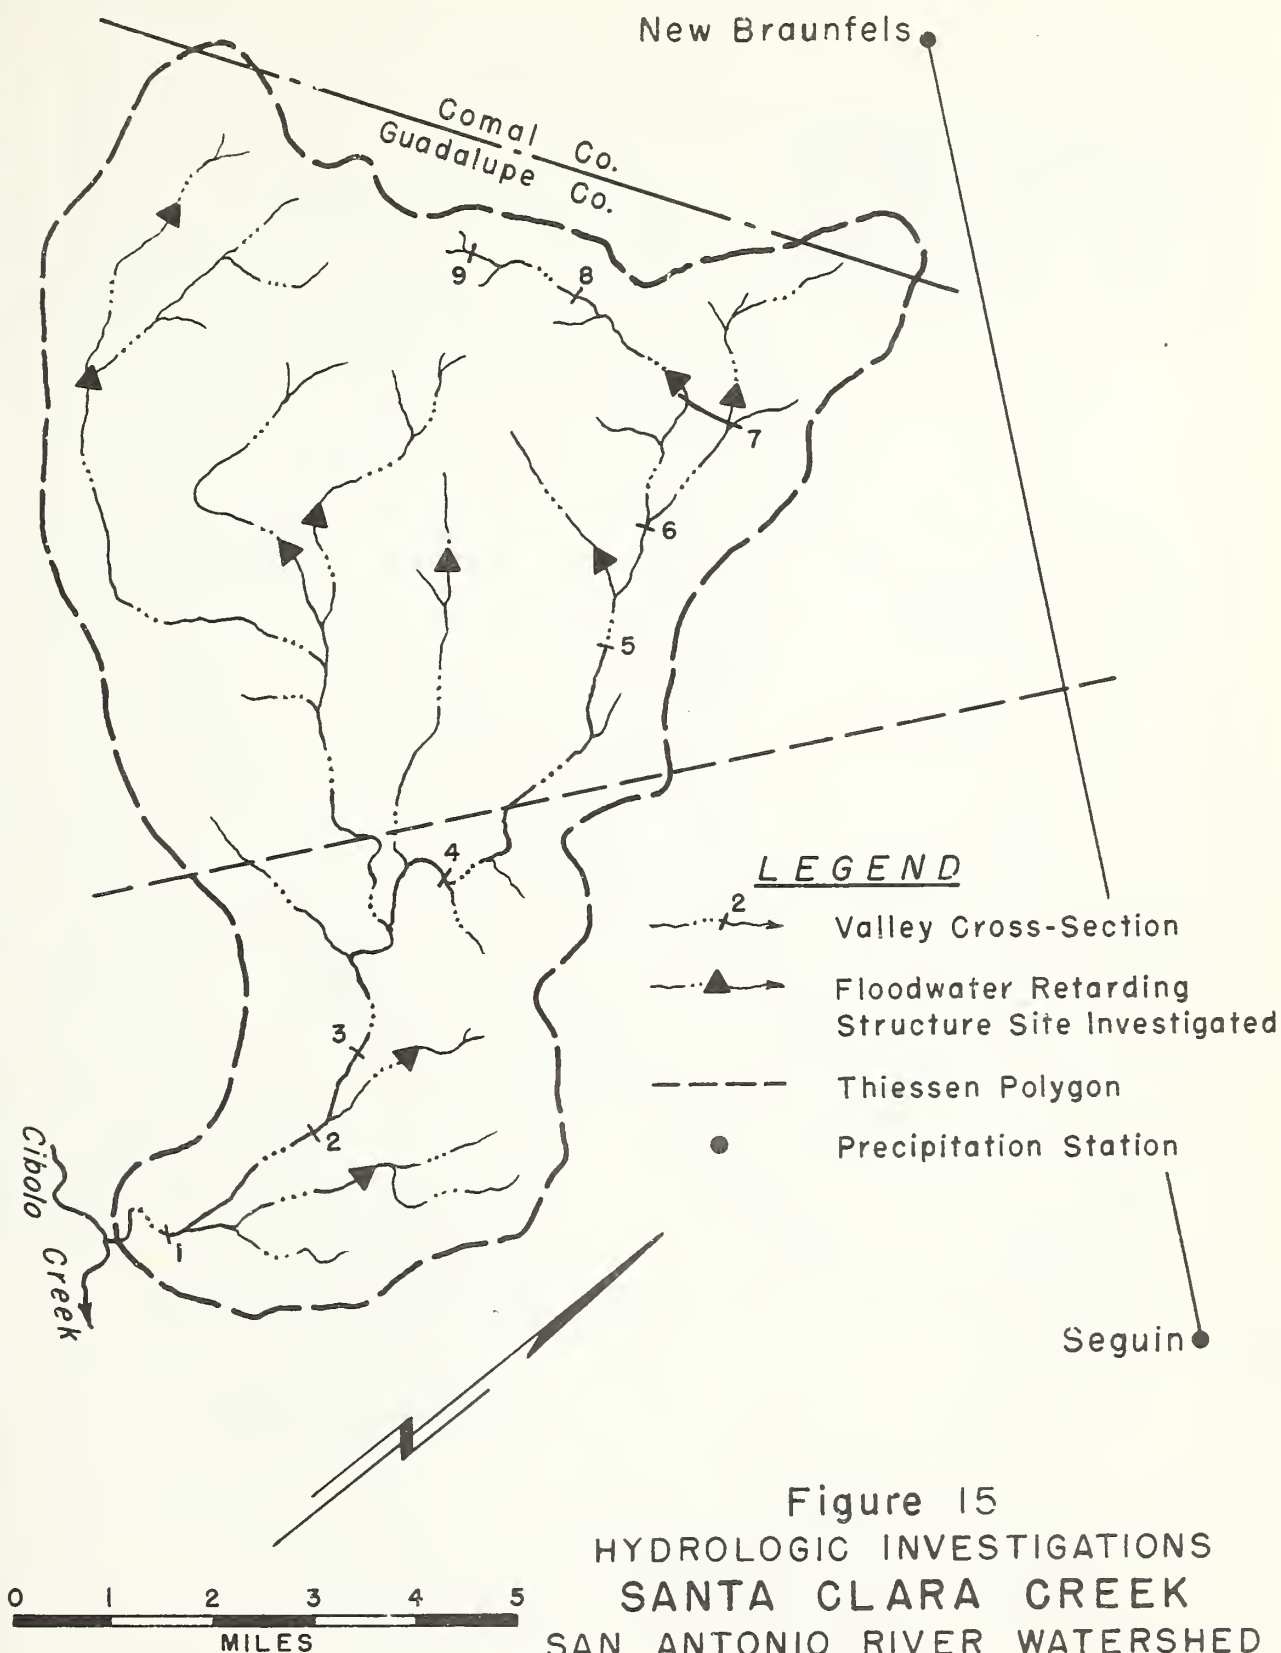 New Braunfels
Comal Co.
Guadalupe Co.
9
8
7
6
5
4
LEGEND
2
Valley Cross-Section
Floodwater Retarding
Structure Site Investigated
3
Thiessen Polygon
2
Precipitation Station
Cibolo Creek
1
Seguin
Figure 15
HYDROLOGIC INVESTIGATIONS
SANTA CLARA CREEK
SAN ANTONIO RIVER WATERSHED
0 1 2 3 4 5
MILES